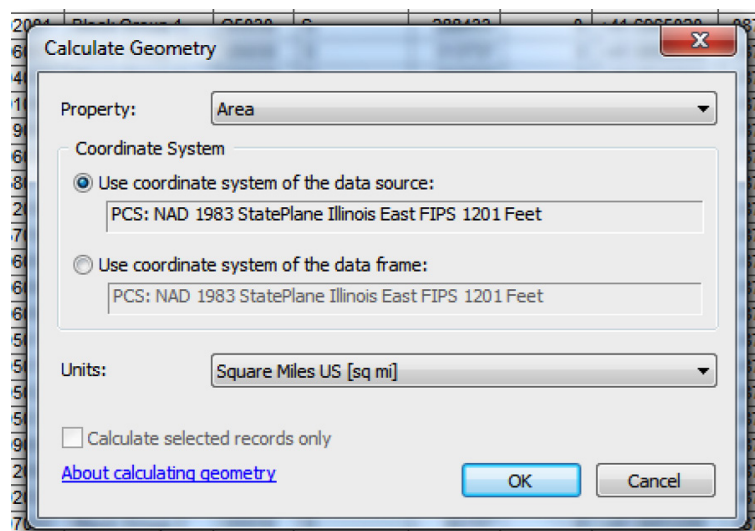 Calculate Geometry
Property:
Area
Coordinate System
Use coordinate system of the data source:
PCS: NAD 1983 StatePlane Illinois East FIPS 1201 Feet
Use coordinate system of the data frame:
PCS: NAD 1983 StatePlane Illinois East FIPS 1201 Feet
Units:
Square Miles US [sq mi]
Calculate selected records only
About calculating geometry
OK
Cancel